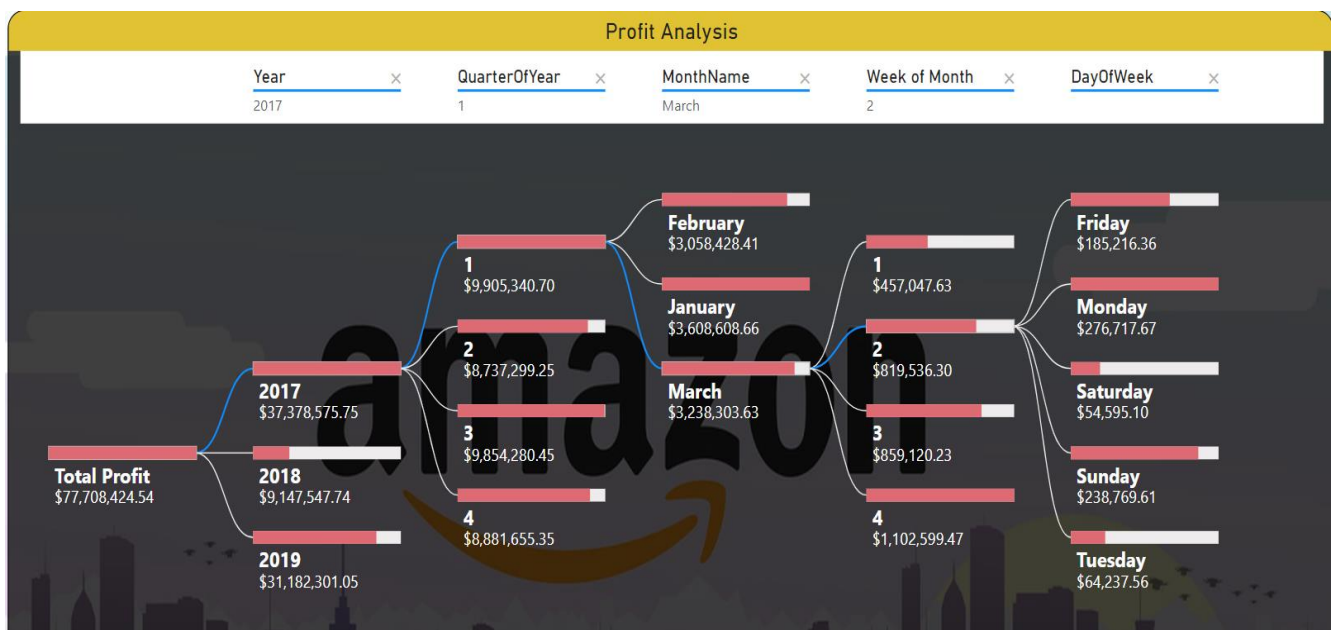 Profit Analysis
Year ×
QuarterOfYear ×
MonthName ×
Week of Month ×
DayOfWeek ×
2017
1
March
2
Total Profit
$77,708,424.54
2017
$37,378,575.75
2018
$9,147,547.74
2019
$31,182,301.05
1
$9,905,340.70
2
$8,737,299.25
3
$9,854,280.45
4
$8,881,655.35
February
$3,058,428.41
January
$3,608,608.66
March
$3,238,303.63
1
$457,047.63
2
$819,536.30
3
$859,120.23
4
$1,102,599.47
Friday
$185,216.36
Monday
$276,717.67
Saturday
$54,595.10
Sunday
$238,769.61
Tuesday
$64,237.56
amazon